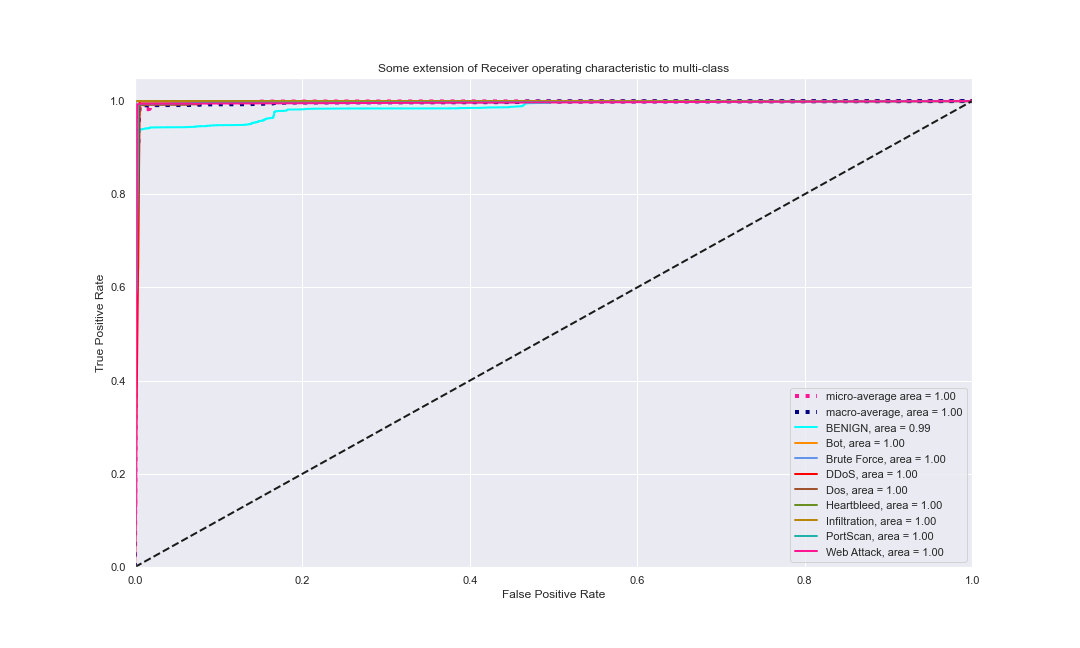 Some extension of Receiver operating characteristic to multi-class
1.0
0.8
0.6
0.4
0.2
0.0
True Positive Rate
micro-average area = 1.00
macro-average, area = 1.00
BENIGN, area = 0.99
Bot, area = 1.00
Brute Force, area = 1.00
DDoS, area = 1.00
Dos, area = 1.00
Heartbleed, area = 1.00
Infiltration, area = 1.00
PortScan, area = 1.00
Web Attack, area = 1.00
0.0 0.2 0.4 0.6 0.8 1.0
False Positive Rate